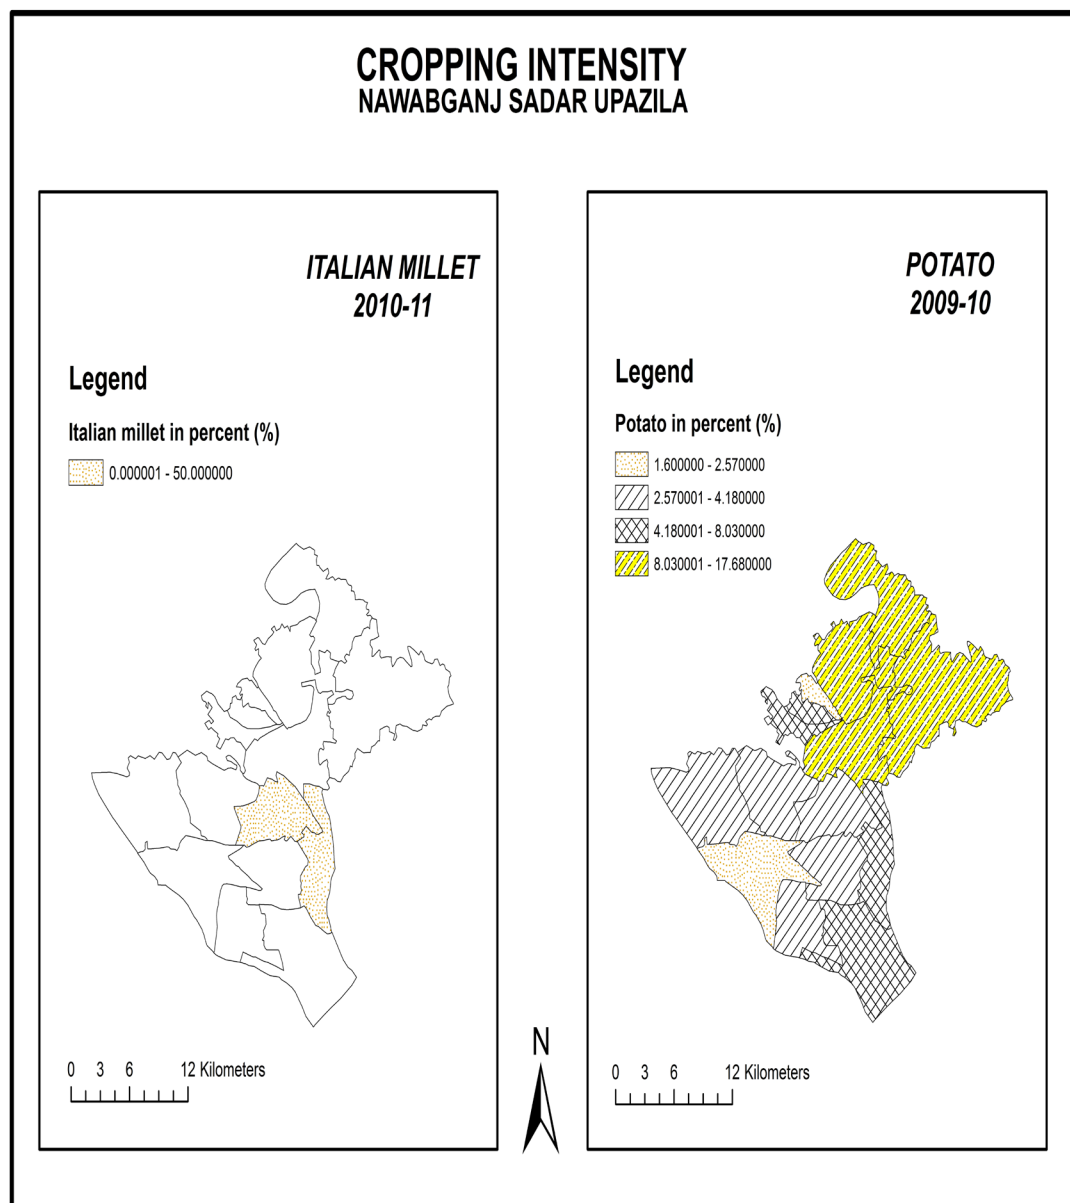 CROPPING INTENSITY
NAWABGANJ SADAR UPAZILA
ITALIAN MILLET
2010-11
Legend
Italian millet in percent (%)
0.000001 - 50.000000
0 3 6 12 Kilometers
N
POTATO
2009-10
Legend
Potato in percent (%)
1.600000 - 2.570000
2.570001 - 4.180000
4.180001 - 8.030000
8.030001 - 17.680000
0 3 6 12 Kilometers